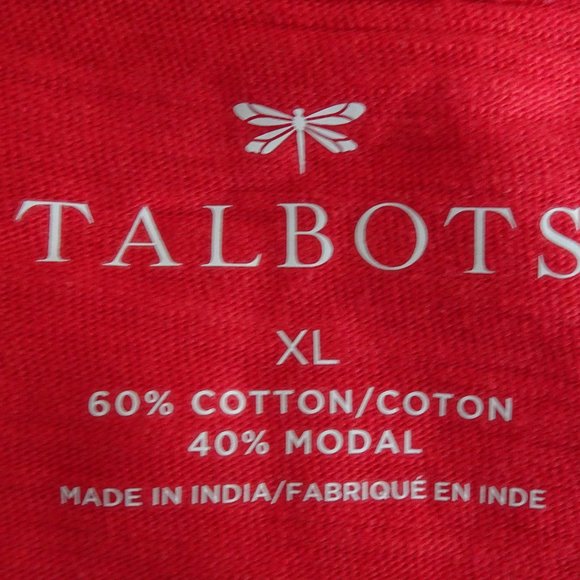 TALBOTS
XL
60% COTTON/COTON
40% MODAL
MADE IN INDIA/FABRIQUÉ EN INDE